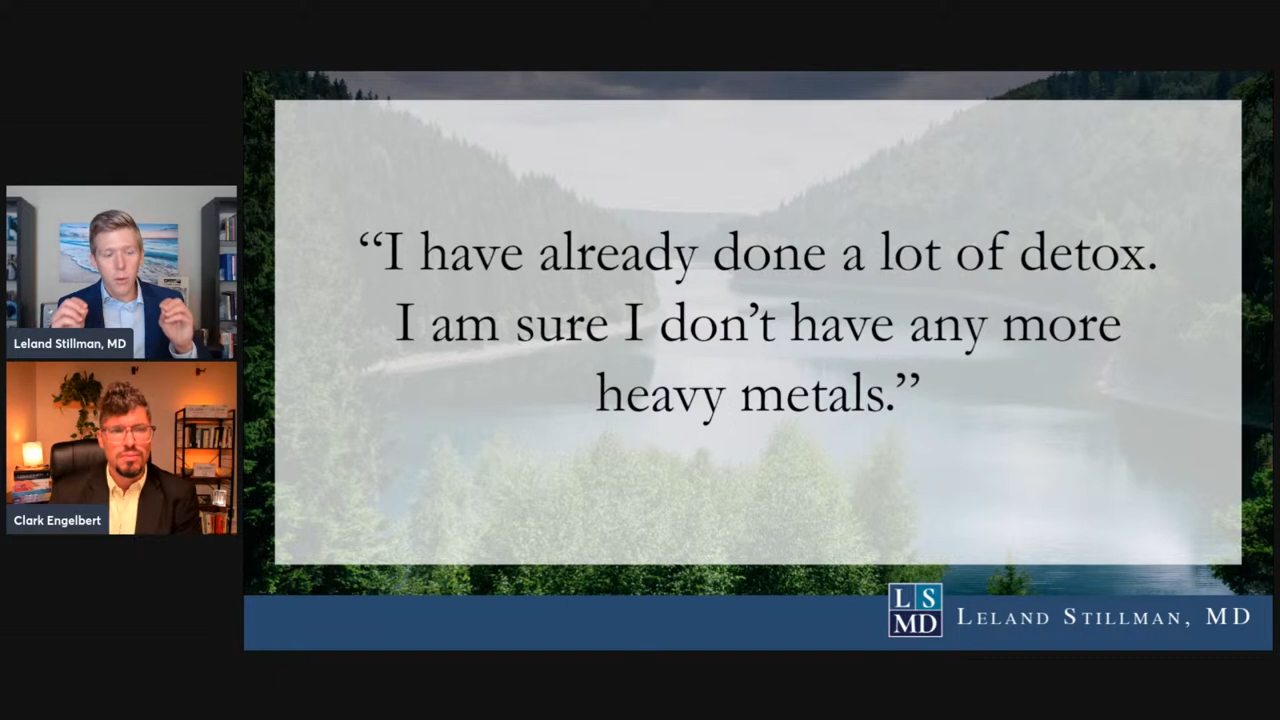 Leland Stillman, MD
Clark Engelbert
“I have already done a lot of detox.
I am sure I don’t have any more
heavy metals.”
L S
MD
LELAND STILLMAN, MD